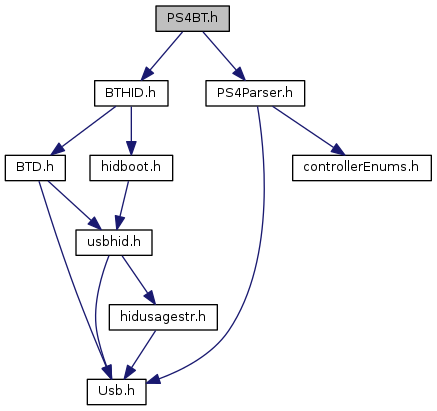 PS4BT.h
BTHID.h
PS4Parser.h
BTD.h
hidboot.h
controllerEnums.h
usbhid.h
hidusagestr.h
Usb.h